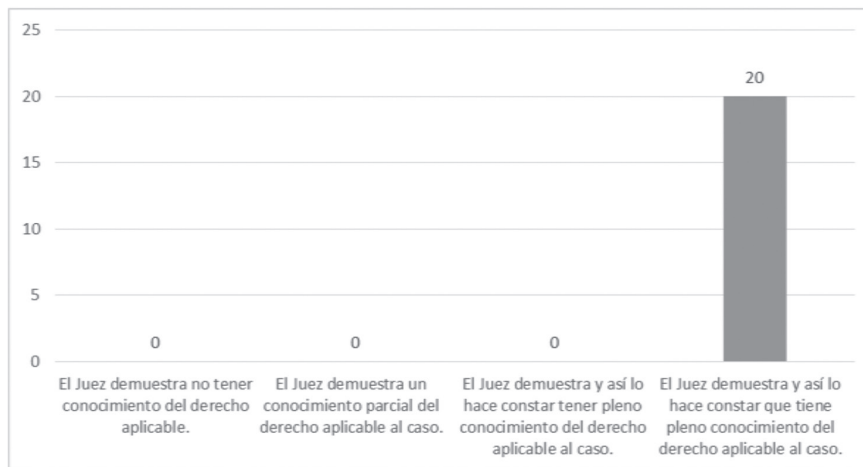 25
20
20
15
10
5
0
0
0
0
El Juez demuestra no tener
conocimiento del derecho
aplicable.
El Juez demuestra un
conocimiento parcial del
derecho aplicable al caso.
El Juez demuestra y así lo
hace constar tener pleno
conocimiento del derecho
aplicable al caso.
El Juez demuestra y así lo
hace constar que tiene
pleno conocimiento del
derecho aplicable al caso.